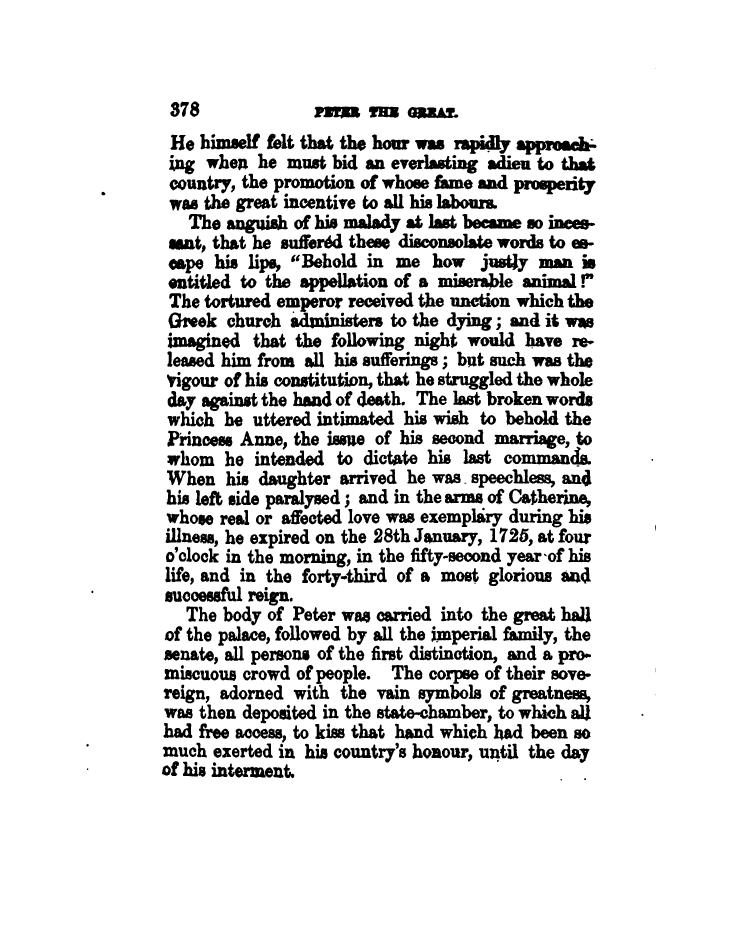 378 PETER THE GREAT.
He himself felt that the hour was rapidly approach-
ing when he must bid an everlasting adieu to that
country, the promotion of whose fame and prosperity
was the great incentive to all his labours.
The anguish of his malady at last became so inces-
sant, that he suffered these disconsolate words to es-
cape his lips, "Behold in me how justly man is
entitled to the appellation of a miserable animal!"
The tortured emperor received the unction which the
Greek church administers to the dying; and it was
imagined that the following night would have re-
leased him from all his sufferings; but such was the
vigour of his constitution, that he struggled the whole
day against the hand of death. The last broken words
which he uttered intimated his wish to behold the
Princess Anne, the issue of his second marriage, to
whom he intended to dictate his last commands.
When his daughter arrived he was speechless, and
his left side paralysed; and in the arms of Catherine,
whose real or affected love was exemplary during his
illness, he expired on the 28th January, 1725, at four
o'clock in the morning, in the fifty-second year of his
life, and in the forty-third of a most glorious and
successful reign.
The body of Peter was carried into the great hall
of the palace, followed by all the imperial family, the
senate, all persons of the first distinction, and a pro-
miscuous crowd of people. The corpse of their sove-
reign, adorned with the vain symbols of greatness,
was then deposited in the state-chamber, to which all
had free access, to kiss that hand which had been so
much exerted in his country's honour, until the day
of his interment.